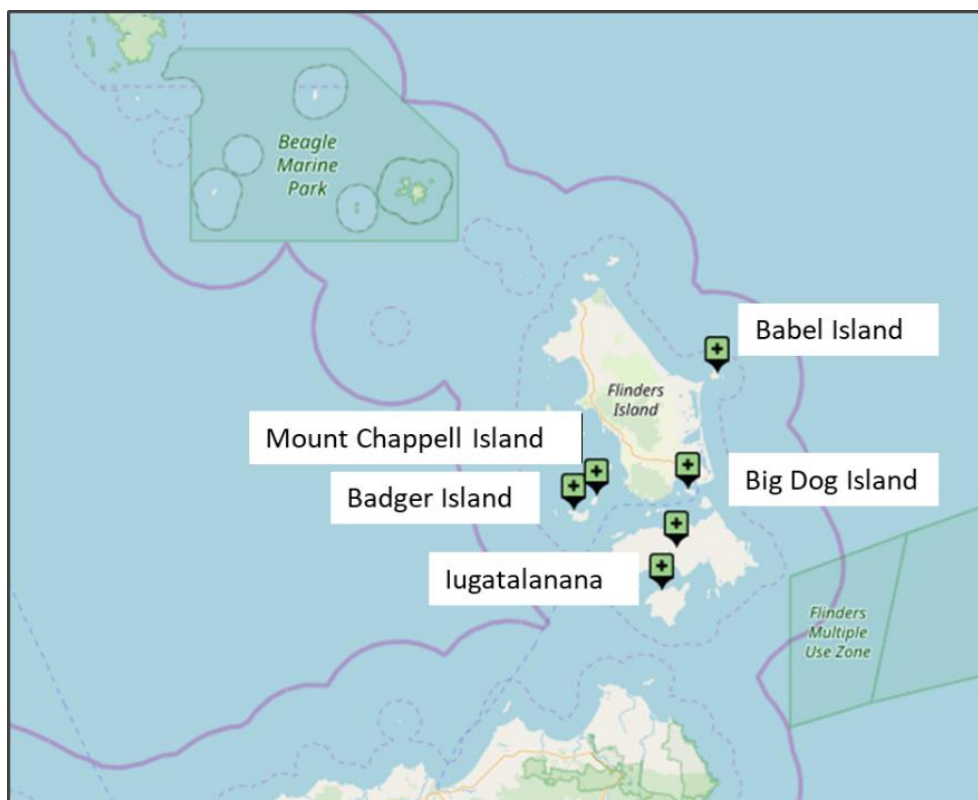 Beagle
Marine
Park
Babel Island
Flinders
Island
Mount Chappell Island
Badger Island
Big Dog Island
Iugatalanana
Flinders
Multiple
Use Zone